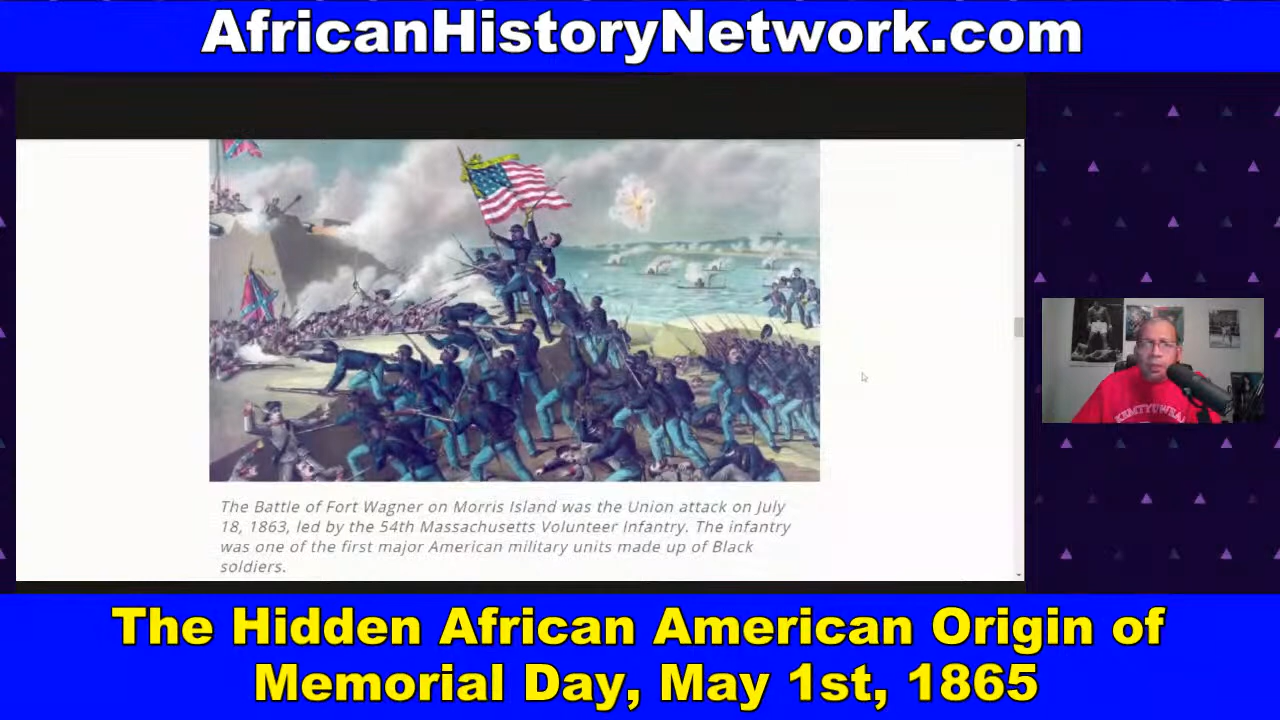 AfricanHistoryNetwork.com
The Battle of Fort Wagner on Morris Island was the Union attack on July
18, 1863, led by the 54th Massachusetts Volunteer Infantry. The infantry
was one of the first major American military units made up of Black
soldiers.
KEMTYUWEAR
The Hidden African American Origin of
Memorial Day, May 1st, 1865